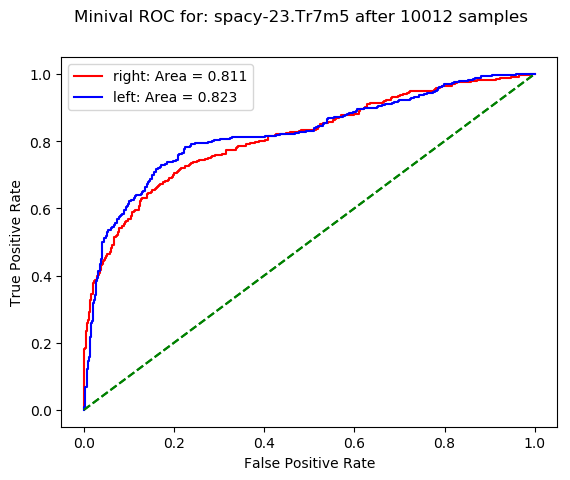 Minival ROC for: spacy-23.Tr7m5 after 10012 samples
right: Area = 0.811
left: Area = 0.823
1.0
0.8
0.6
0.4
0.2
0.0
True Positive Rate
0.0 0.2 0.4 0.6 0.8 1.0
False Positive Rate